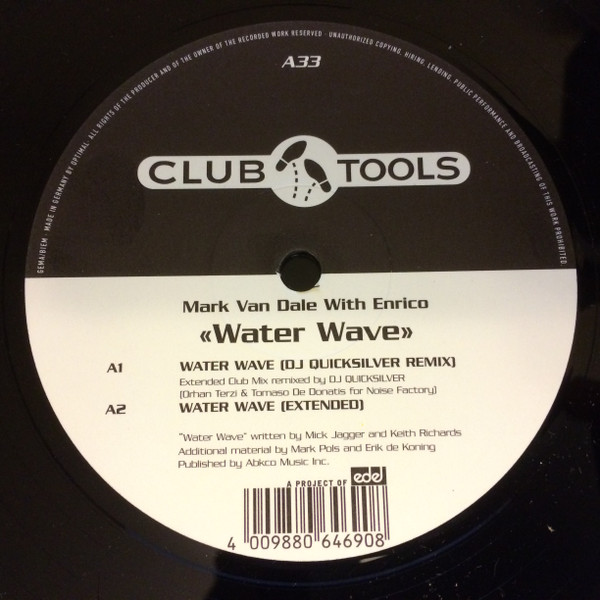 GEMA/BIEM · MADE IN GERMANY BY OPTIMAL · ALL RIGHTS OF THE PRODUCER AND OF THE OWNER OF THE RECORDED WORK RESERVED · UNAUTHORIZED COPYING, HIRING, LENDING, PUBLIC PERFORMANCE AND BROADCASTING OF THIS WORK PROHIBITED
A33
CLUB TOOLS
Mark Van Dale With Enrico
«Water Wave»
A1 WATER WAVE (DJ QUICKSILVER REMIX)
Extended Club Mix remixed by DJ QUICKSILVER
(Orhan Terzi & Tomaso De Donatis for Noise Factory)
A2 WATER WAVE (EXTENDED)
"Water Wave" written by Mick Jagger and Keith Richards
Additional material by Mark Pols and Erik de Koning
Published by Abkco Music Inc.
A PROJECT OF edel
4 009880 646908